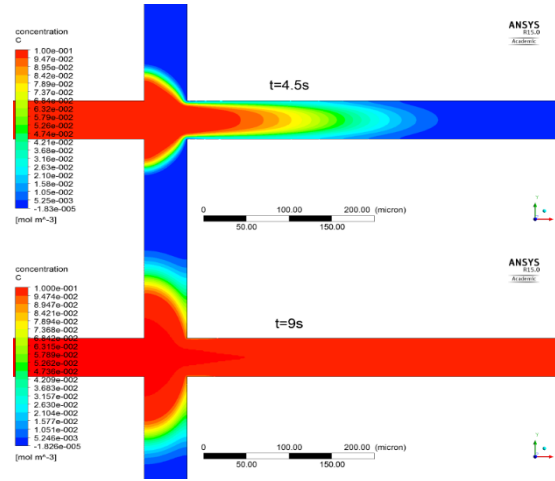 concentration
C
ANSYS
R15.0
Academic
1.00e-001
9.47e-002
8.95e-002
8.42e-002
7.89e-002
7.37e-002
6.84e-002
6.32e-002
5.79e-002
5.26e-002
4.74e-002
4.21e-002
3.68e-002
3.16e-002
2.63e-002
2.10e-002
1.58e-002
1.05e-002
5.25e-003
-1.83e-005
[mol m^-3]
t=4.5s
0 100.00 200.00 (micron)
50.00 150.00
Y
X
concentration
C
ANSYS
R15.0
Academic
1.000e-001
9.474e-002
8.947e-002
8.421e-002
7.894e-002
7.368e-002
6.842e-002
6.315e-002
5.789e-002
5.262e-002
4.736e-002
4.209e-002
3.683e-002
3.157e-002
2.630e-002
2.104e-002
1.577e-002
1.051e-002
5.246e-003
-1.826e-005
[mol m^-3]
t=9s
0 100.00 200.00 (micron)
50.00 150.00
Y
X